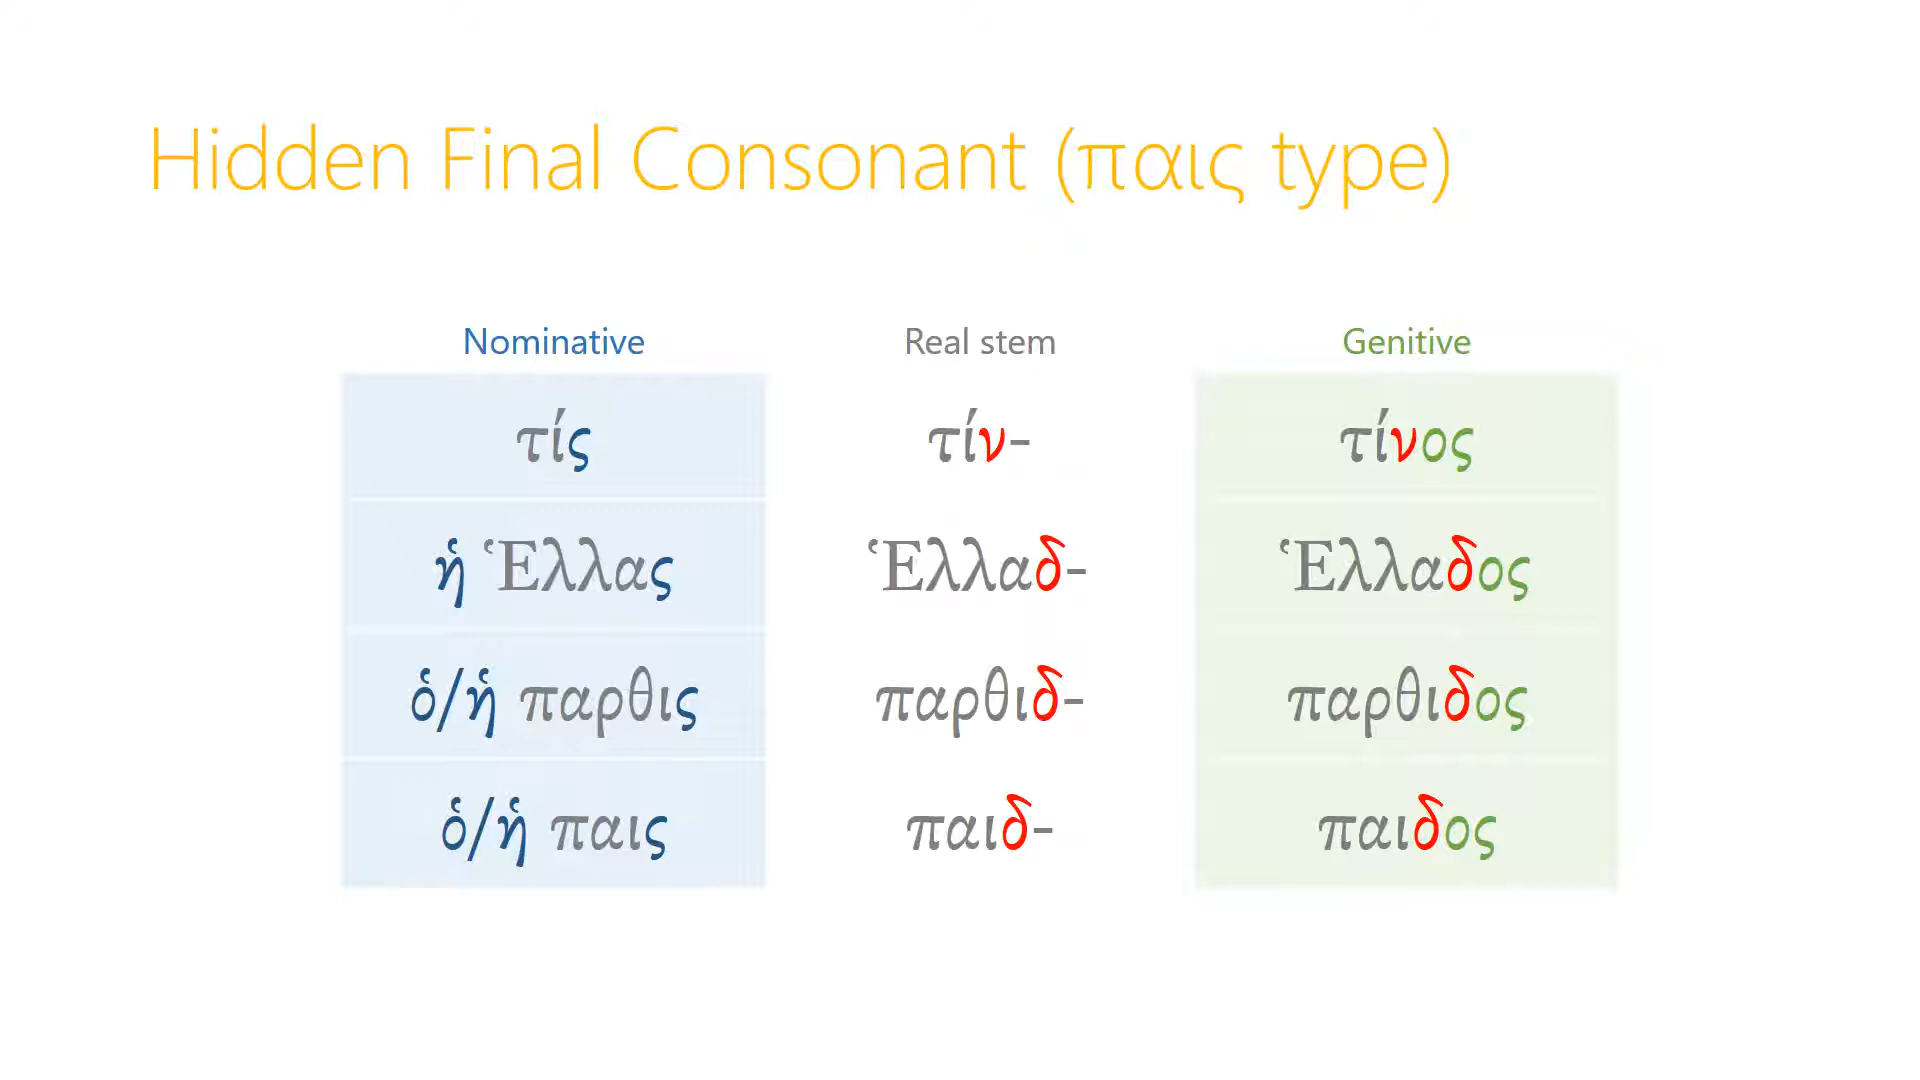 Hidden Final Consonant (παις type)
Nominative Real stem Genitive
τίς τίν- τίνος
ἡ Ἑλλας Ἑλλαδ- Ἑλλαδος
ὁ/ἡ παρθις παρθιδ- παρθιδος
ὁ/ἡ παις παιδ- παιδος